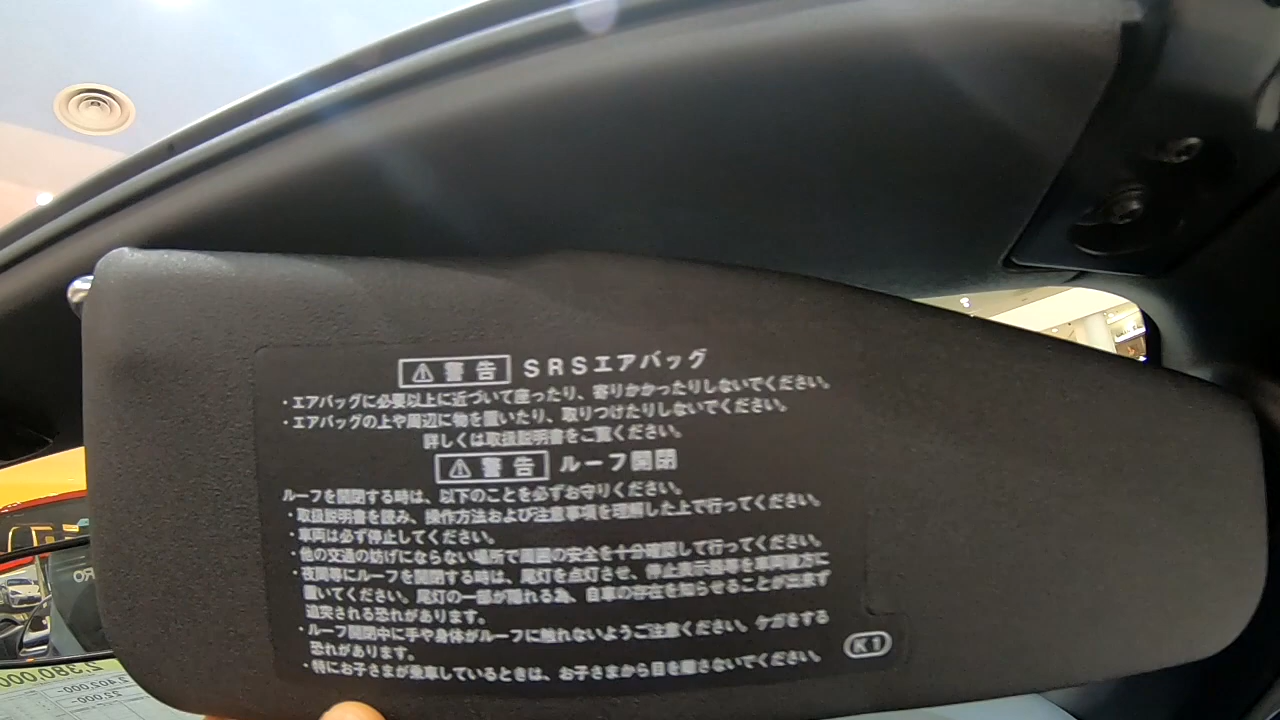 ⚠ 警告 SRSエアバッグ
・エアバッグに必要以上に近づいて座ったり、寄りかかったりしないでください。
・エアバッグの上や周辺に物を置いたり、取りつけたりしないでください。
詳しくは取扱説明書をご覧ください。
⚠ 警告 ルーフ開閉
ルーフを開閉する時は、以下のことを必ずお守りください。
・取扱説明書を読み、操作方法および注意事項を理解した上で行ってください。
・車両は必ず停止してください。
・他の交通の妨げにならない場所で周囲の安全を十分確認して行ってください。
・夜間等にルーフを開閉する時は、尾灯を点灯させ、停止表示器等を車両後方に
置いてください。尾灯の一部が隠れる為、自車の存在を知らせることが出来ず
追突される恐れがあります。
・ルーフ開閉中に手や身体がルーフに触れないようご注意ください。ケガをする
恐れがあります。
・特にお子さまが乗車しているときは、お子さまから目を離さないでください。
K1
2,380,000